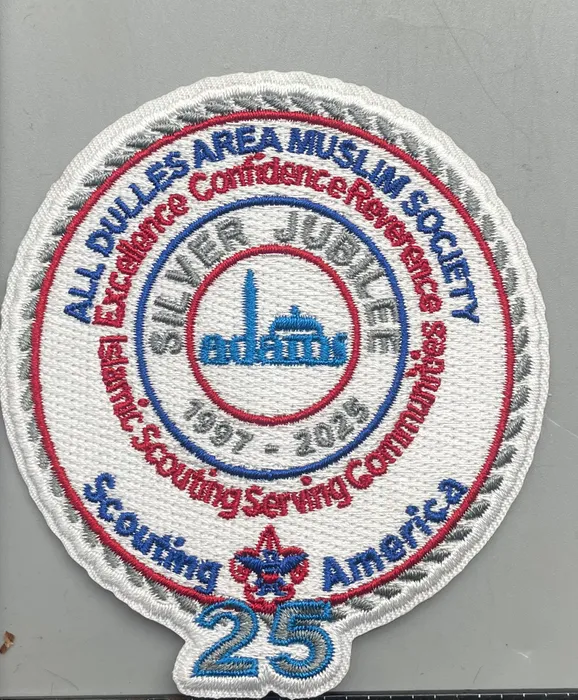 ALL DULLES AREA MUSLIM SOCIETY
Excellence Confidence Reverence
SILVER JUBILEE
adams
1997 - 2025
Islamic Scouting Serving Communities
Scouting America
25